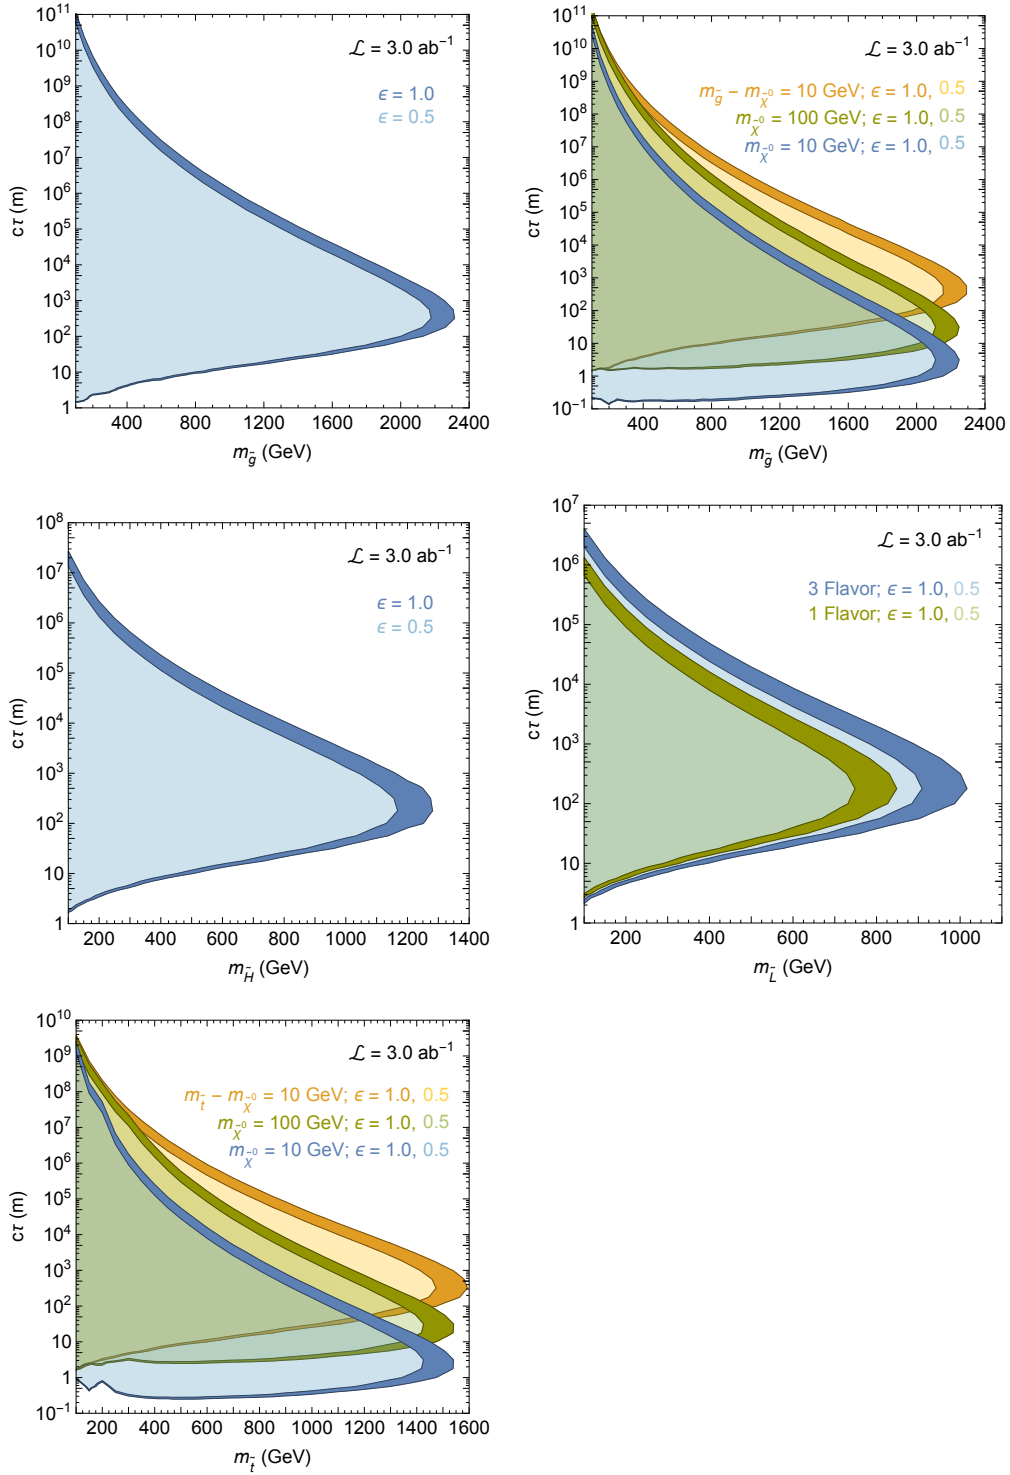 10¹¹
10¹⁰
10⁹
10⁸
10⁷
10⁶
10⁵
10⁴
10³
10²
10
1
cτ (m)
ℒ = 3.0 ab⁻¹
ϵ = 1.0
ϵ = 0.5
400 800 1200 1600 2000 2400
m_g̃ (GeV)
10¹¹
10¹⁰
10⁹
10⁸
10⁷
10⁶
10⁵
10⁴
10³
10²
10
1
10⁻¹
cτ (m)
ℒ = 3.0 ab⁻¹
m_g̃ − m_χ̃⁰ = 10 GeV; ϵ = 1.0, 0.5
m_χ̃⁰ = 100 GeV; ϵ = 1.0, 0.5
m_χ̃⁰ = 10 GeV; ϵ = 1.0, 0.5
400 800 1200 1600 2000 2400
m_g̃ (GeV)
10⁸
10⁷
10⁶
10⁵
10⁴
10³
10²
10
1
cτ (m)
ℒ = 3.0 ab⁻¹
ϵ = 1.0
ϵ = 0.5
200 400 600 800 1000 1200 1400
m_H̃ (GeV)
10⁷
10⁶
10⁵
10⁴
10³
10²
10
1
cτ (m)
ℒ = 3.0 ab⁻¹
3 Flavor; ϵ = 1.0, 0.5
1 Flavor; ϵ = 1.0, 0.5
200 400 600 800 1000
m_L̃ (GeV)
10¹⁰
10⁹
10⁸
10⁷
10⁶
10⁵
10⁴
10³
10²
10
1
10⁻¹
cτ (m)
ℒ = 3.0 ab⁻¹
m_t̃ − m_χ̃⁰ = 10 GeV; ϵ = 1.0, 0.5
m_χ̃⁰ = 100 GeV; ϵ = 1.0, 0.5
m_χ̃⁰ = 10 GeV; ϵ = 1.0, 0.5
200 400 600 800 1000 1200 1400 1600
m_t̃ (GeV)